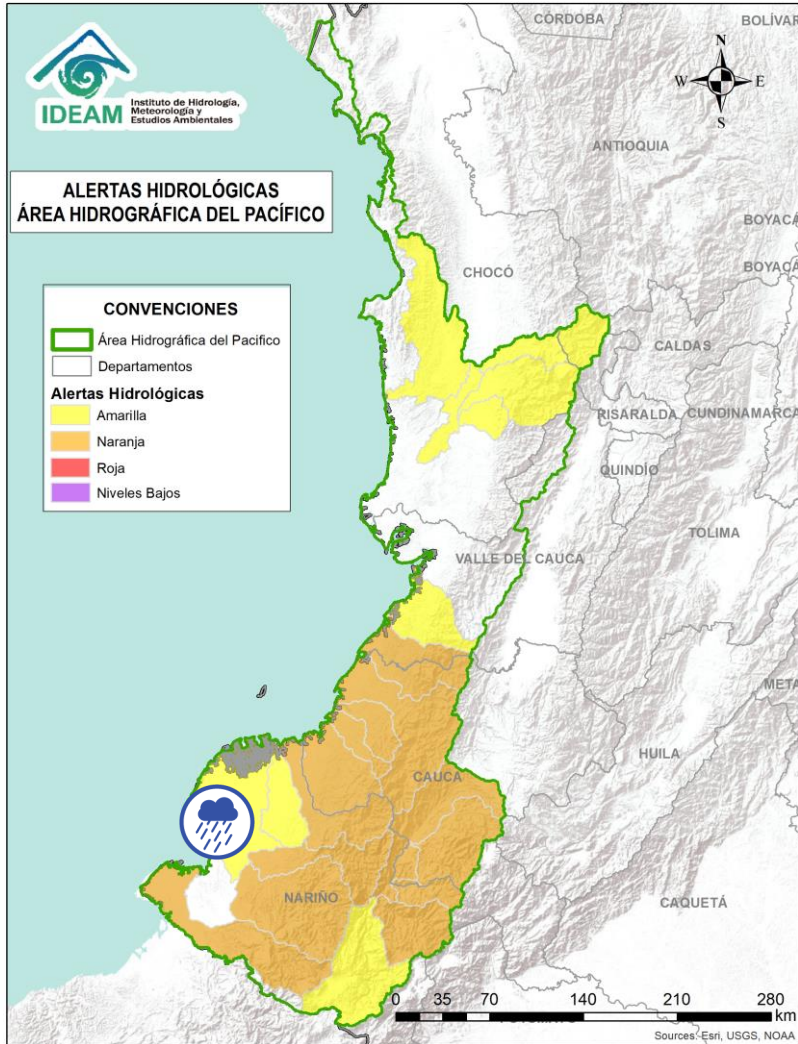 IDEAM
Instituto de Hidrología,
Meteorología y
Estudios Ambientales
ALERTAS HIDROLÓGICAS
ÁREA HIDROGRÁFICA DEL PACÍFICO
CONVENCIONES
Área Hidrográfica del Pacifico
Departamentos
Alertas Hidrológicas
Amarilla
Naranja
Roja
Niveles Bajos
N
W
E
S
CÓRDOBA
BOLÍVAR
ANTIOQUIA
BOYACÁ
CHOCÓ
BOYACÁ
CALDAS
RISARALDA
CUNDINAMARCA
QUINDÍO
TOLIMA
VALLE DEL CAUCA
META
HUILA
CAUCA
NARIÑO
CAQUETÁ
0 35 70 140 210 280
km
Sources: Esri, USGS, NOAA